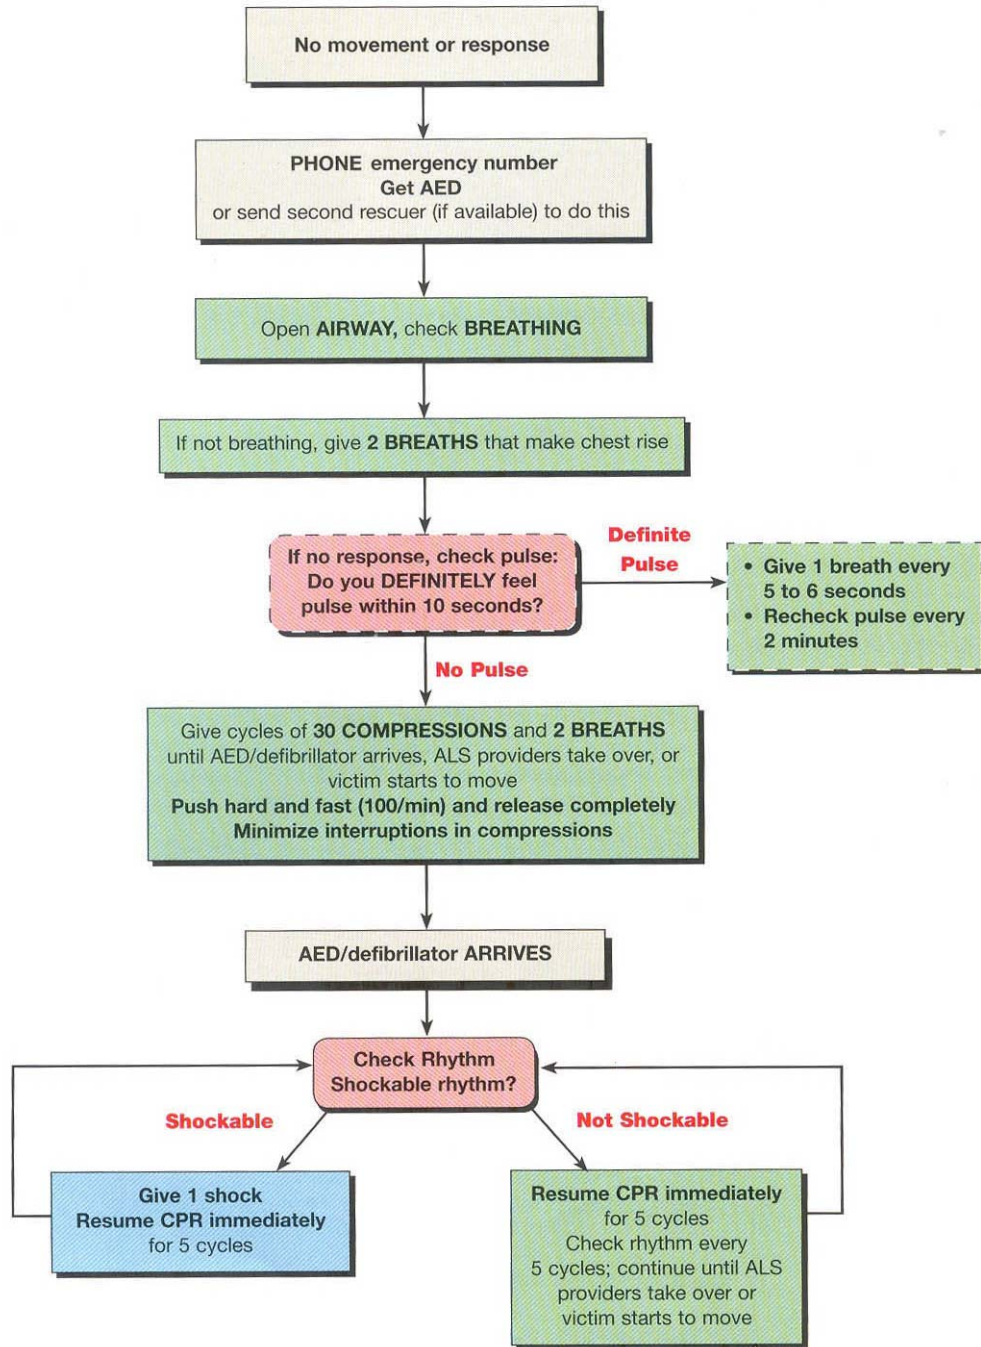 No movement or response
PHONE emergency number
Get AED
or send second rescuer (if available) to do this
Open AIRWAY, check BREATHING
If not breathing, give 2 BREATHS that make chest rise
If no response, check pulse:
Do you DEFINITELY feel
pulse within 10 seconds?
Definite
Pulse
• Give 1 breath every
5 to 6 seconds
• Recheck pulse every
2 minutes
No Pulse
Give cycles of 30 COMPRESSIONS and 2 BREATHS
until AED/defibrillator arrives, ALS providers take over, or
victim starts to move
Push hard and fast (100/min) and release completely
Minimize interruptions in compressions
AED/defibrillator ARRIVES
Check Rhythm
Shockable rhythm?
Shockable
Not Shockable
Give 1 shock
Resume CPR immediately
for 5 cycles
Resume CPR immediately
for 5 cycles
Check rhythm every
5 cycles; continue until ALS
providers take over or
victim starts to move